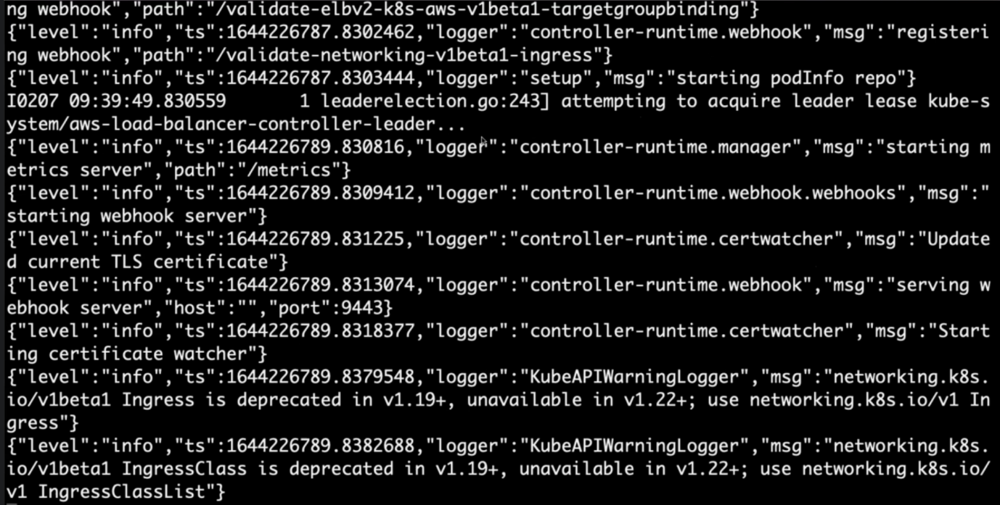 ng webhook","path":"/validate-elbv2-k8s-aws-v1beta1-targetgroupbinding"}
{"level":"info","ts":1644226787.8302462,"logger":"controller-runtime.webhook","msg":"registeri
ng webhook","path":"/validate-networking-v1beta1-ingress"}
{"level":"info","ts":1644226787.8303444,"logger":"setup","msg":"starting podInfo repo"}
I0207 09:39:49.830559       1 leaderelection.go:243] attempting to acquire leader lease kube-s
ystem/aws-load-balancer-controller-leader...
{"level":"info","ts":1644226789.830816,"logger":"controller-runtime.manager","msg":"starting m
etrics server","path":"/metrics"}
{"level":"info","ts":1644226789.8309412,"logger":"controller-runtime.webhook.webhooks","msg":"
starting webhook server"}
{"level":"info","ts":1644226789.831225,"logger":"controller-runtime.certwatcher","msg":"Update
d current TLS certificate"}
{"level":"info","ts":1644226789.8313074,"logger":"controller-runtime.webhook","msg":"serving w
ebhook server","host":"","port":9443}
{"level":"info","ts":1644226789.8318377,"logger":"controller-runtime.certwatcher","msg":"Start
ing certificate watcher"}
{"level":"info","ts":1644226789.8379548,"logger":"KubeAPIWarningLogger","msg":"networking.k8s.
io/v1beta1 Ingress is deprecated in v1.19+, unavailable in v1.22+; use networking.k8s.io/v1 In
gress"}
{"level":"info","ts":1644226789.8382688,"logger":"KubeAPIWarningLogger","msg":"networking.k8s.
io/v1beta1 IngressClass is deprecated in v1.19+, unavailable in v1.22+; use networking.k8s.io/
v1 IngressClassList"}